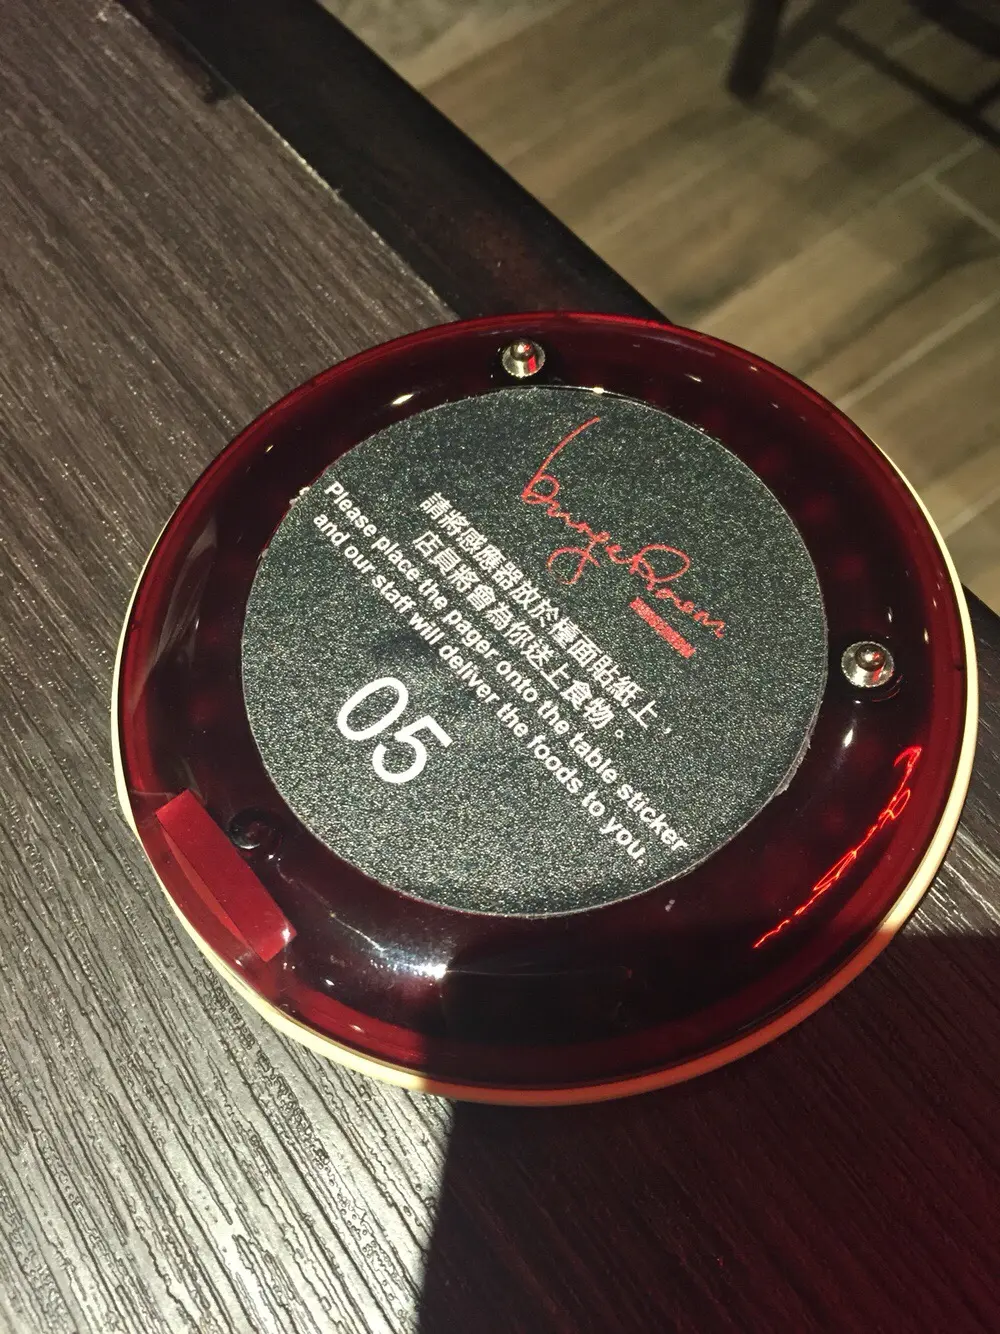 burgeRoom
請將感應器放於檯面貼紙上，
店員將會為你送上食物。
Please place the pager onto the table sticker
and our staff will deliver the foods to you.
05